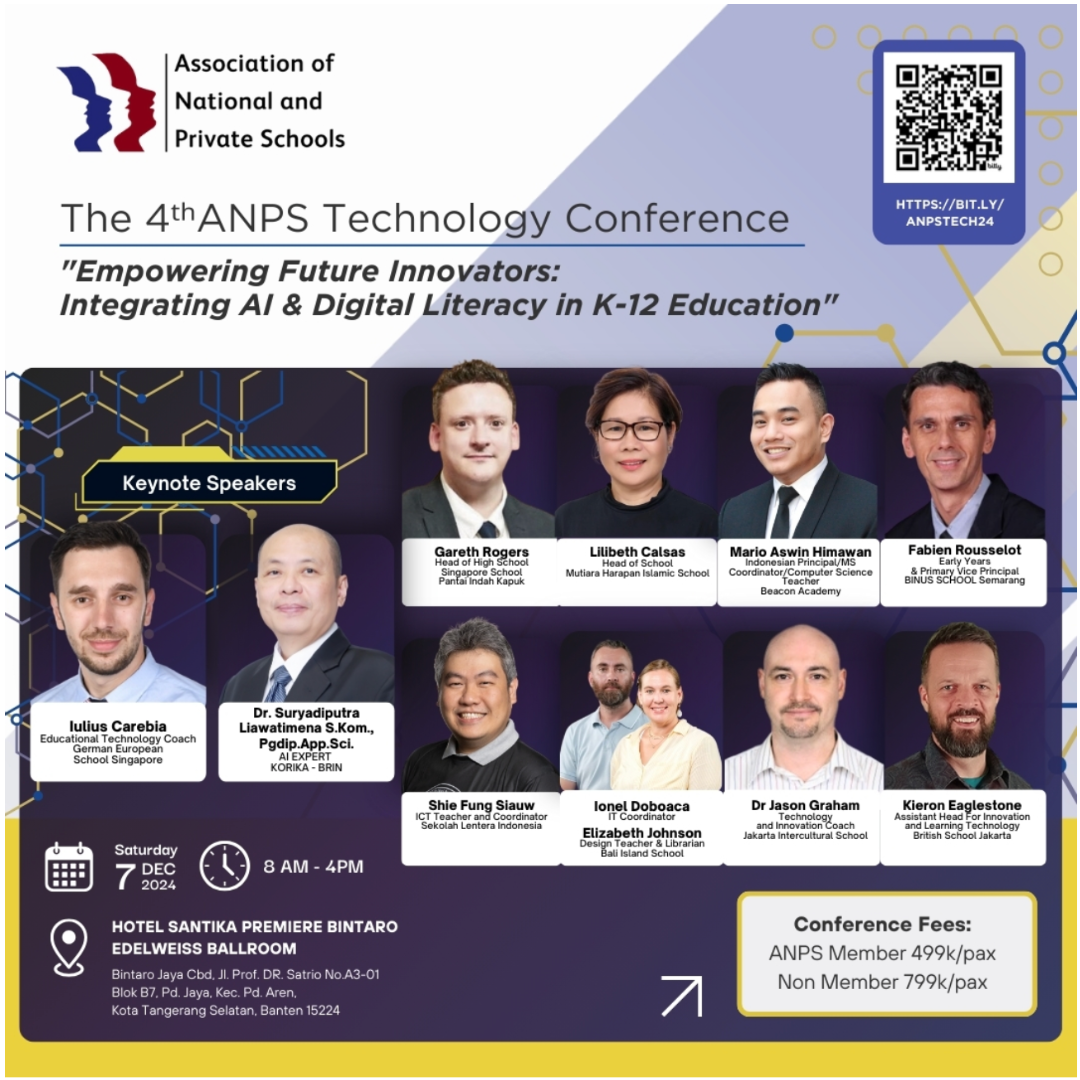 Association of
National and
Private Schools
HTTPS://BIT.LY/
ANPSTECH24
The 4th ANPS Technology Conference
"Empowering Future Innovators:
Integrating AI & Digital Literacy in K-12 Education"
Keynote Speakers
Iulius Carebia
Educational Technology Coach
German European
School Singapore
Dr. Suryadiputra
Liawatimena S.Kom.,
Pgdip.App.Sci.
AI EXPERT
KORIKA - BRIN
Gareth Rogers
Head of High School
Singapore School
Pantai Indah Kapuk
Lilibeth Calsas
Head of School
Mutiara Harapan Islamic School
Mario Aswin Himawan
Indonesian Principal/MS
Coordinator/Computer Science
Teacher
Beacon Academy
Fabien Rousselot
Early Years
& Primary Vice Principal
BINUS SCHOOL Semarang
Shie Fung Siauw
ICT Teacher and Coordinator
Sekolah Lentera Indonesia
Ionel Doboaca
IT Coordinator
Elizabeth Johnson
Design Teacher & Librarian
Bali Island School
Dr Jason Graham
Technology
and Innovation Coach
Jakarta Intercultural School
Kieron Eaglestone
Assistant Head For Innovation
and Learning Technology
British School Jakarta
Saturday
7 DEC
2024
8 AM - 4PM
HOTEL SANTIKA PREMIERE BINTARO
EDELWEISS BALLROOM
Bintaro Jaya Cbd, Jl. Prof. DR. Satrio No.A3-01
Blok B7, Pd. Jaya, Kec. Pd. Aren,
Kota Tangerang Selatan, Banten 15224
Conference Fees:
ANPS Member 499k/pax
Non Member 799k/pax